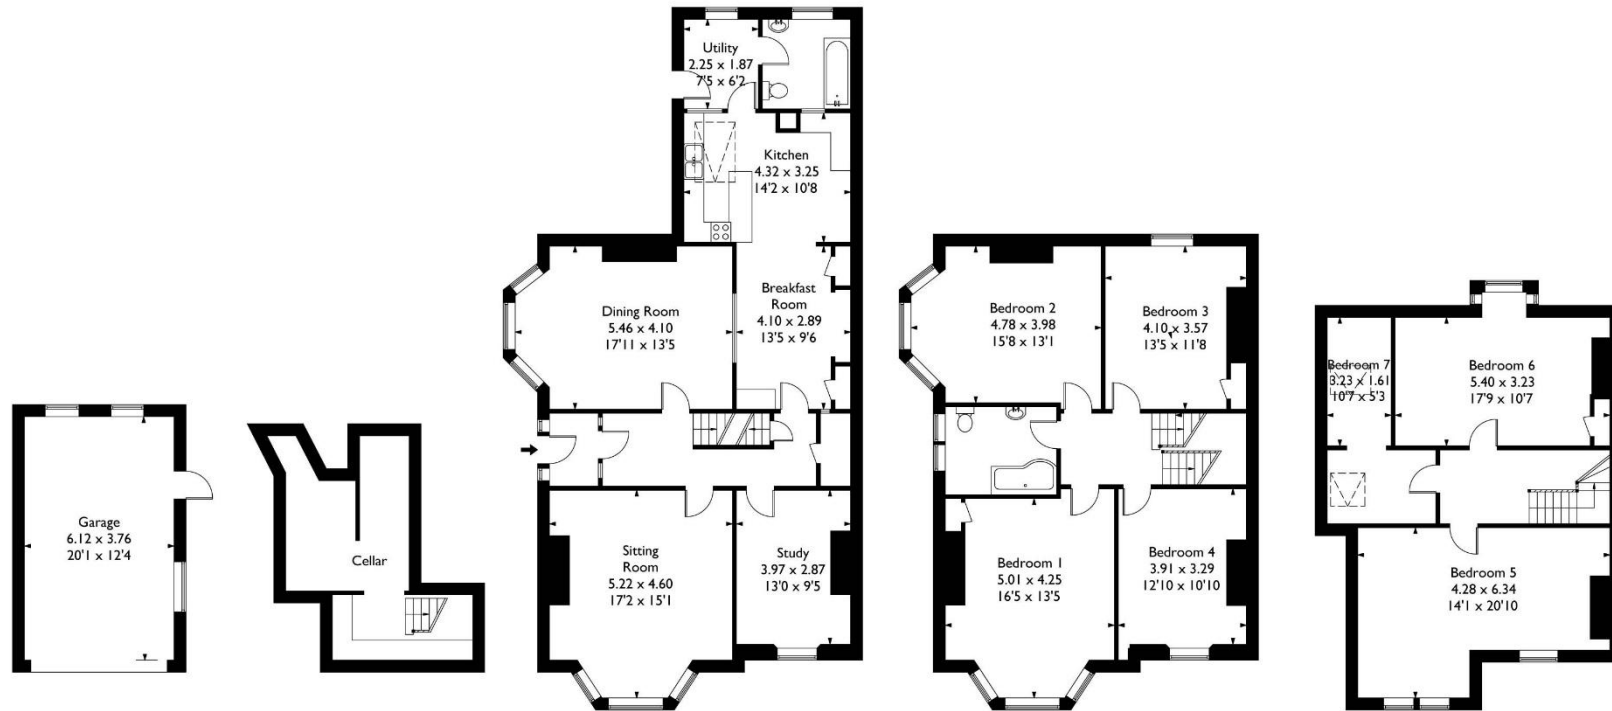 Garage
6.12 x 3.76
20'1 x 12'4
Cellar
Utility
2.25 x 1.87
7'5 x 6'2
Kitchen
4.32 x 3.25
14'2 x 10'8
Dining Room
5.46 x 4.10
17'11 x 13'5
Breakfast
Room
4.10 x 2.89
13'5 x 9'6
Sitting
Room
5.22 x 4.60
17'2 x 15'1
Study
3.97 x 2.87
13'0 x 9'5
Bedroom 2
4.78 x 3.98
15'8 x 13'1
Bedroom 3
4.10 x 3.57
13'5 x 11'8
Bedroom 1
5.01 x 4.25
16'5 x 13'5
Bedroom 4
3.91 x 3.29
12'10 x 10'10
Bedroom 7
3.23 x 1.61
10'7 x 5'3
Bedroom 6
5.40 x 3.23
17'9 x 10'7
Bedroom 5
4.28 x 6.34
14'1 x 20'10